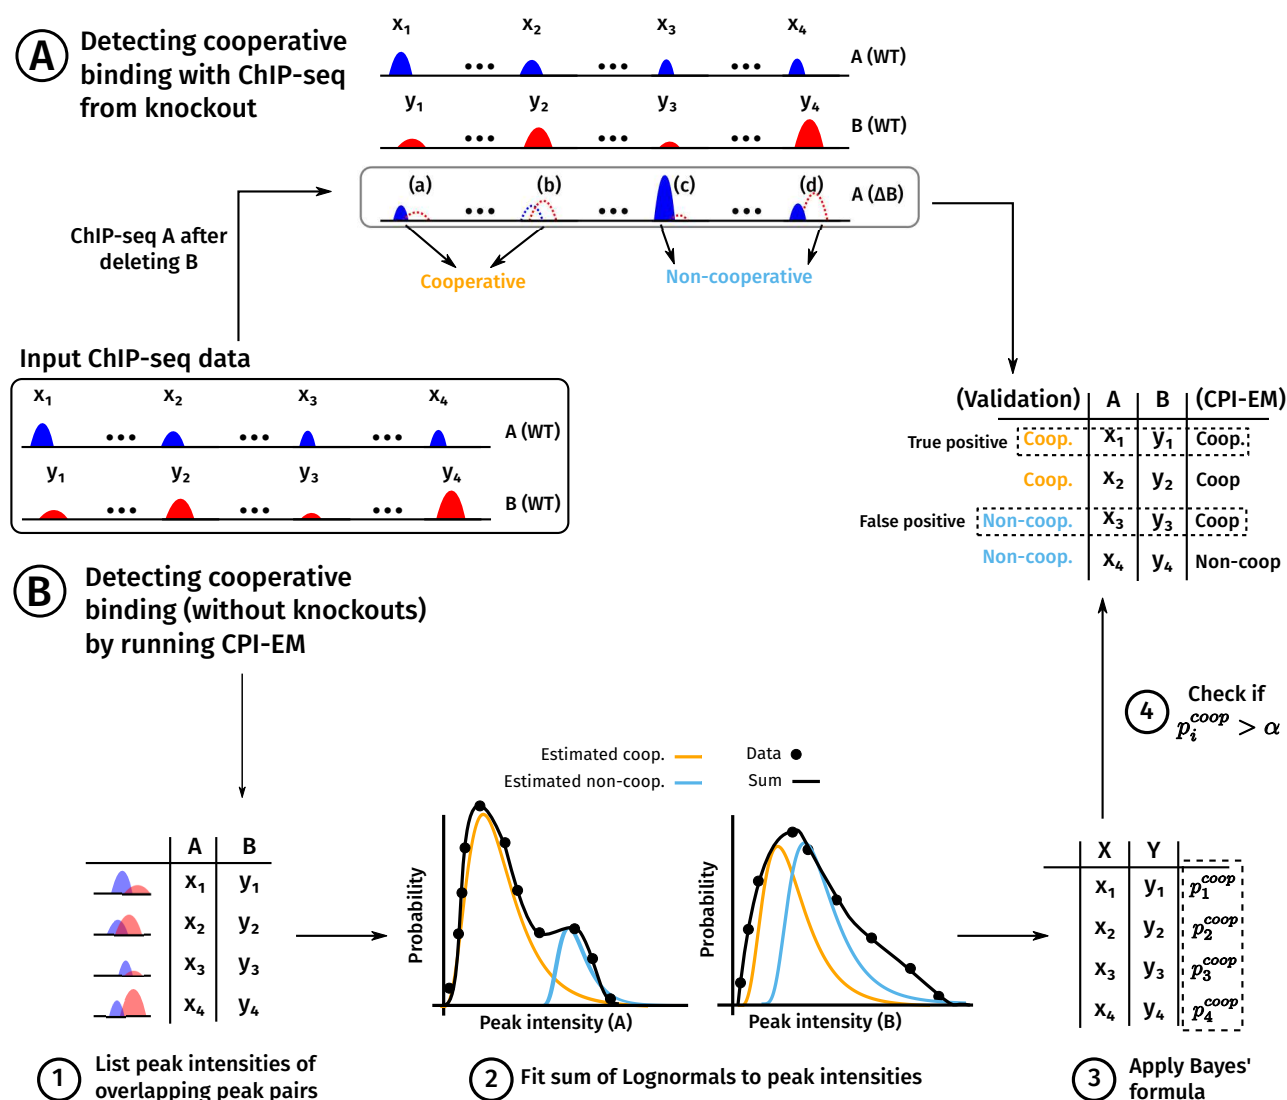 A
Detecting cooperative
binding with ChIP-seq
from knockout
x1 x2 x3 x4
A (WT)
y1 y2 y3 y4
B (WT)
(a) (b) (c) (d)
A (ΔB)
ChIP-seq A after
deleting B
Cooperative
Non-cooperative
Input ChIP-seq data
x1 x2 x3 x4
A (WT)
y1 y2 y3 y4
B (WT)
(Validation) A B (CPI-EM)
True positive Coop. x1 y1 Coop.
Coop. x2 y2 Coop
False positive Non-coop. x3 y3 Coop
Non-coop. x4 y4 Non-coop
B
Detecting cooperative
binding (without knockouts)
by running CPI-EM
4
Check if
p_i^coop > α
Estimated coop.
Estimated non-coop.
Data
Sum
A B
x1 y1
x2 y2
x3 y3
x4 y4
Probability
Peak intensity (A)
Probability
Peak intensity (B)
X Y
x1 y1 p_1^coop
x2 y2 p_2^coop
x3 y3 p_3^coop
x4 y4 p_4^coop
1
List peak intensities of
overlapping peak pairs
2
Fit sum of Lognormals to peak intensities
3
Apply Bayes'
formula